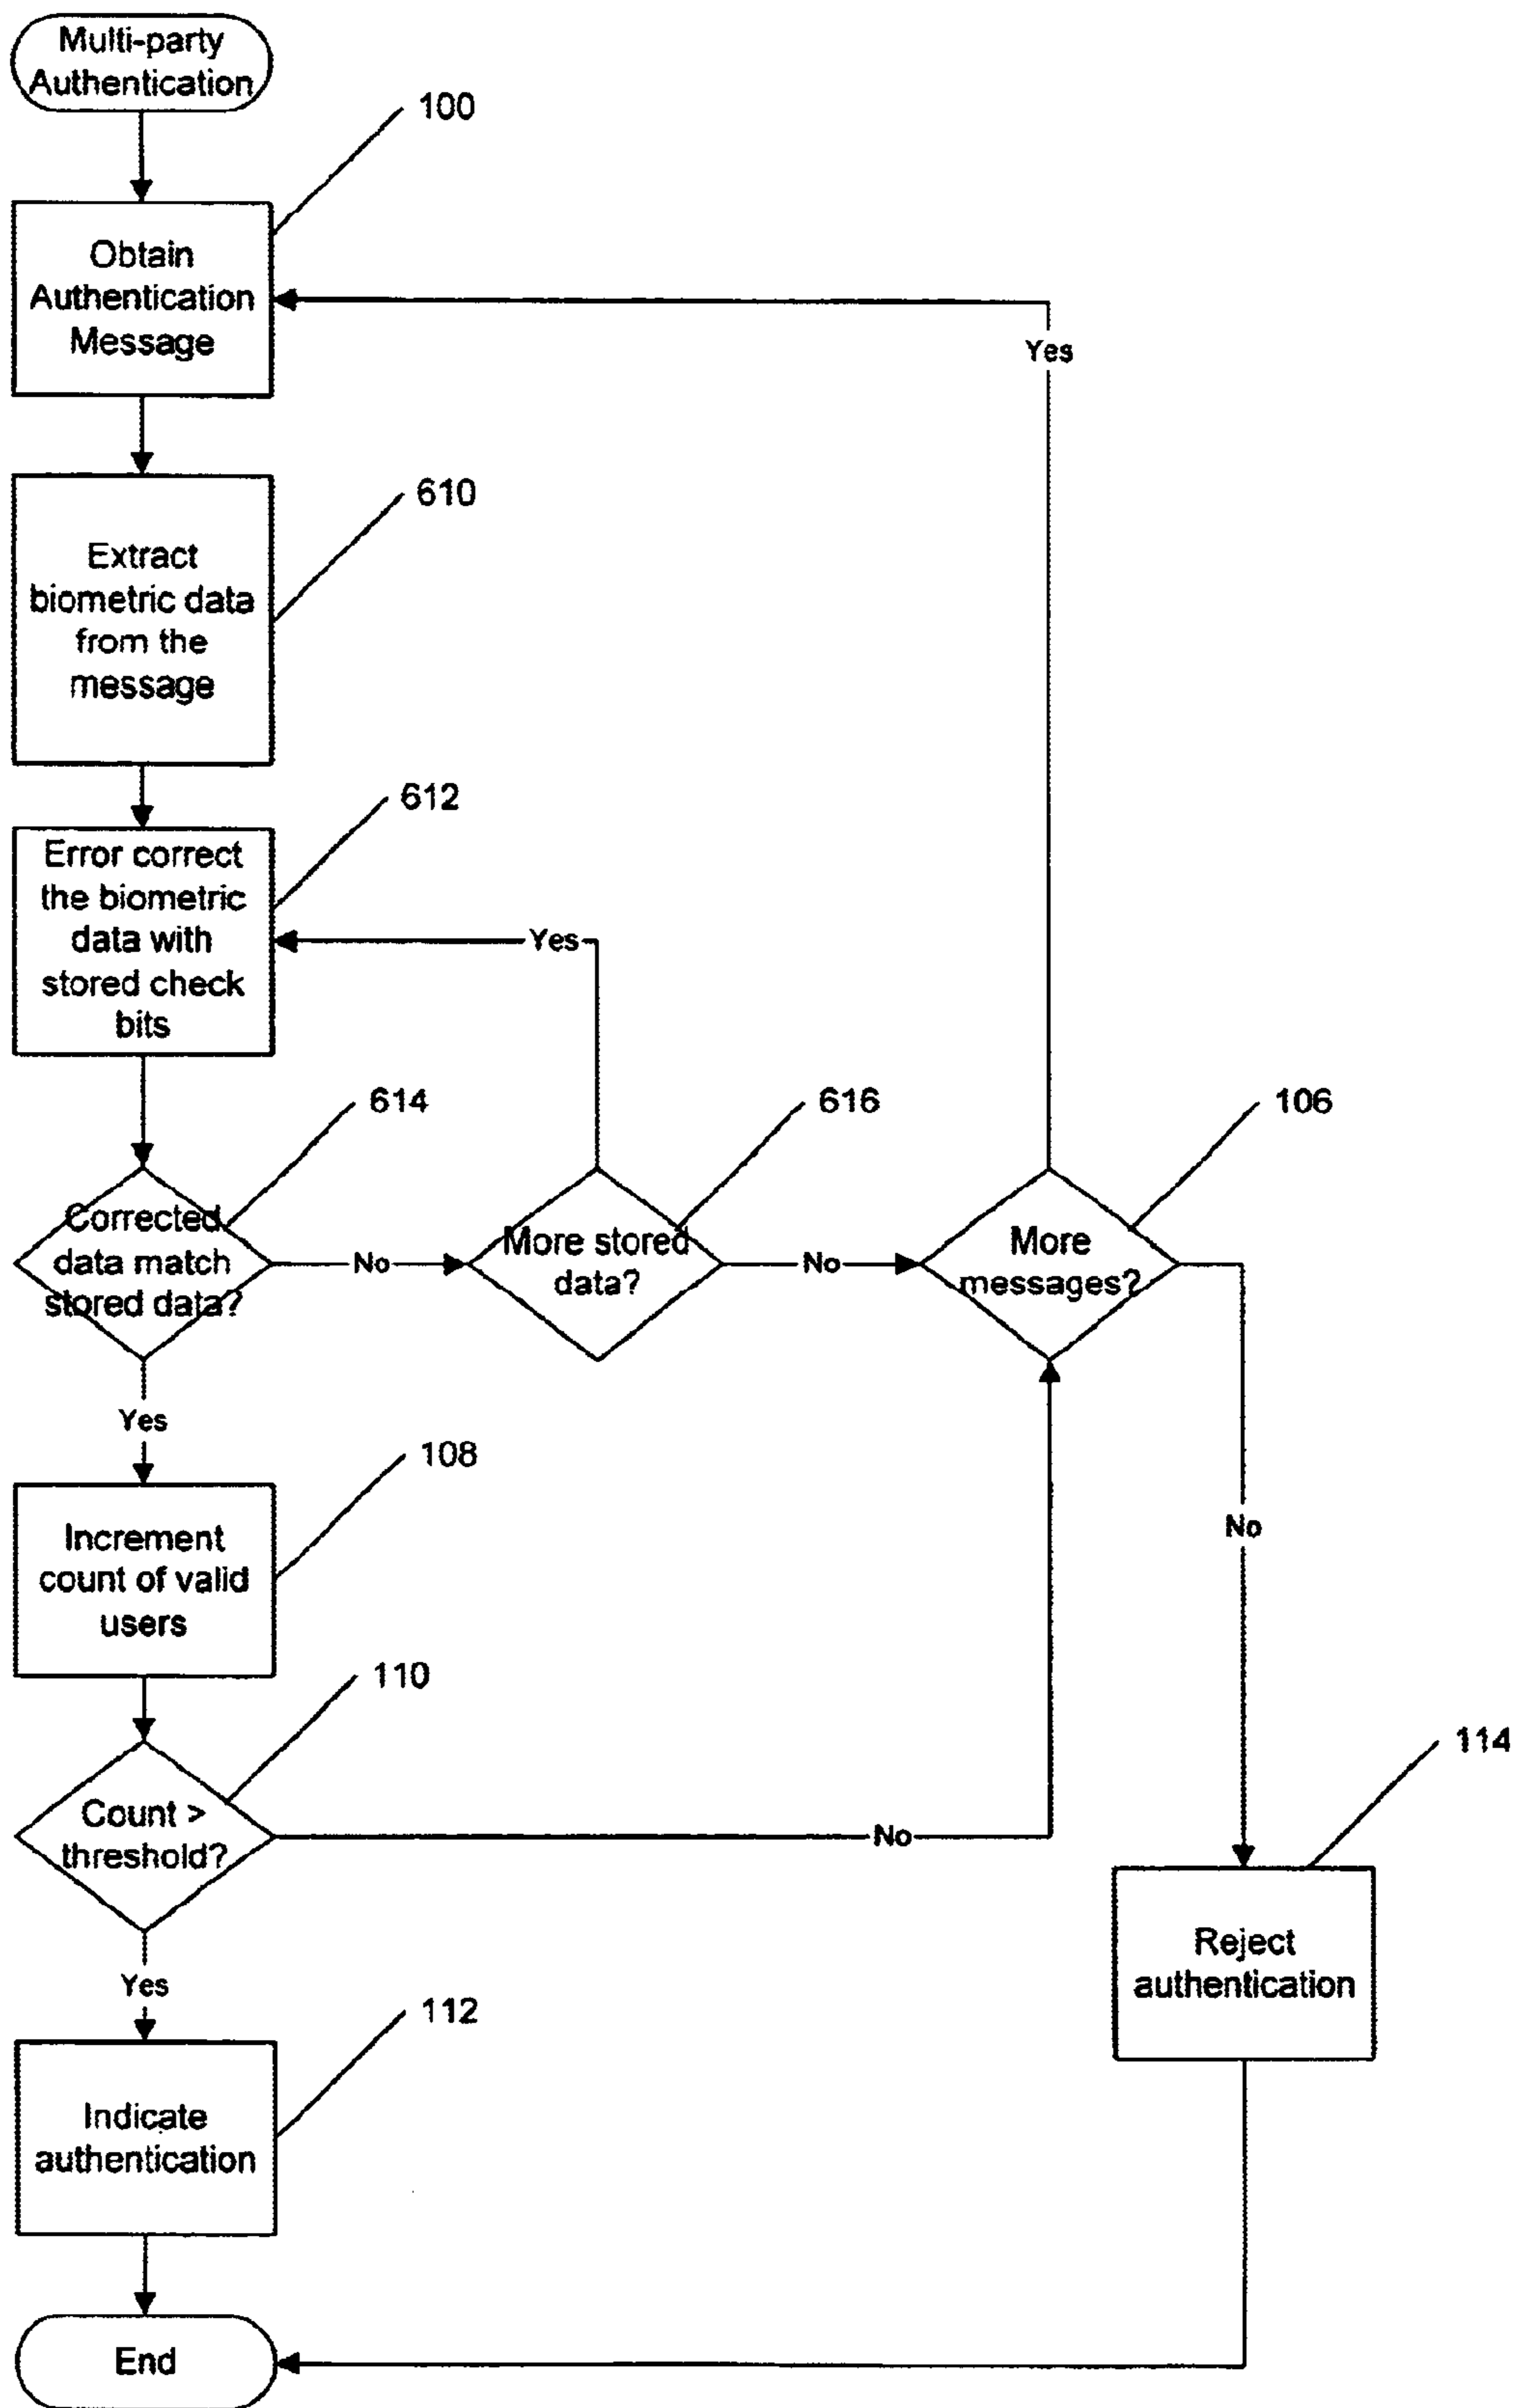 Multi-party
Authentication
100
Obtain
Authentication
Message
Yes
610
Extract
biometric data
from the
message
612
Error correct
the biometric
data with
stored check
bits
Yes
614
616
106
Corrected
data match
stored data?
No
More stored
data?
No
More
messages?
Yes
108
No
Increment
count of valid
users
110
114
Count >
threshold?
No
Reject
authentication
Yes
112
Indicate
authentication
End